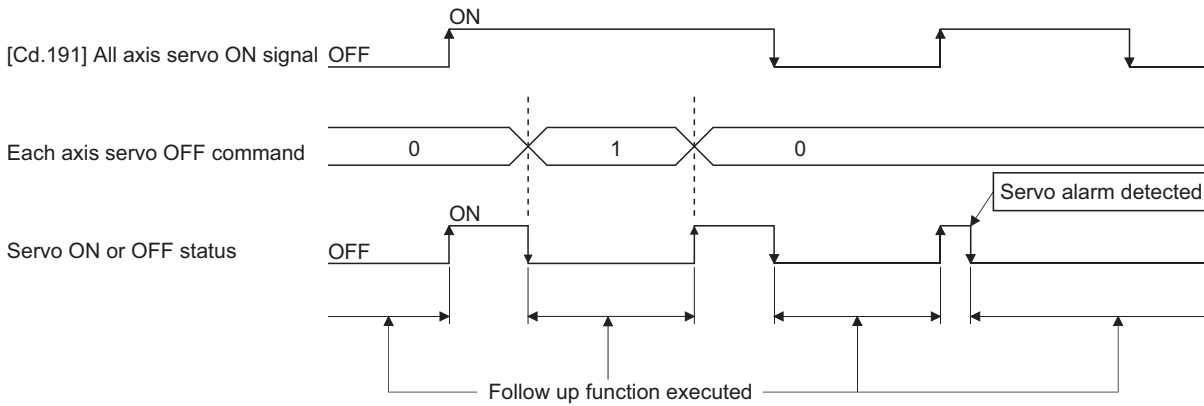 ON
[Cd.191] All axis servo ON signal OFF
Each axis servo OFF command 0 1 0
Servo alarm detected
ON
Servo ON or OFF status OFF
Follow up function executed